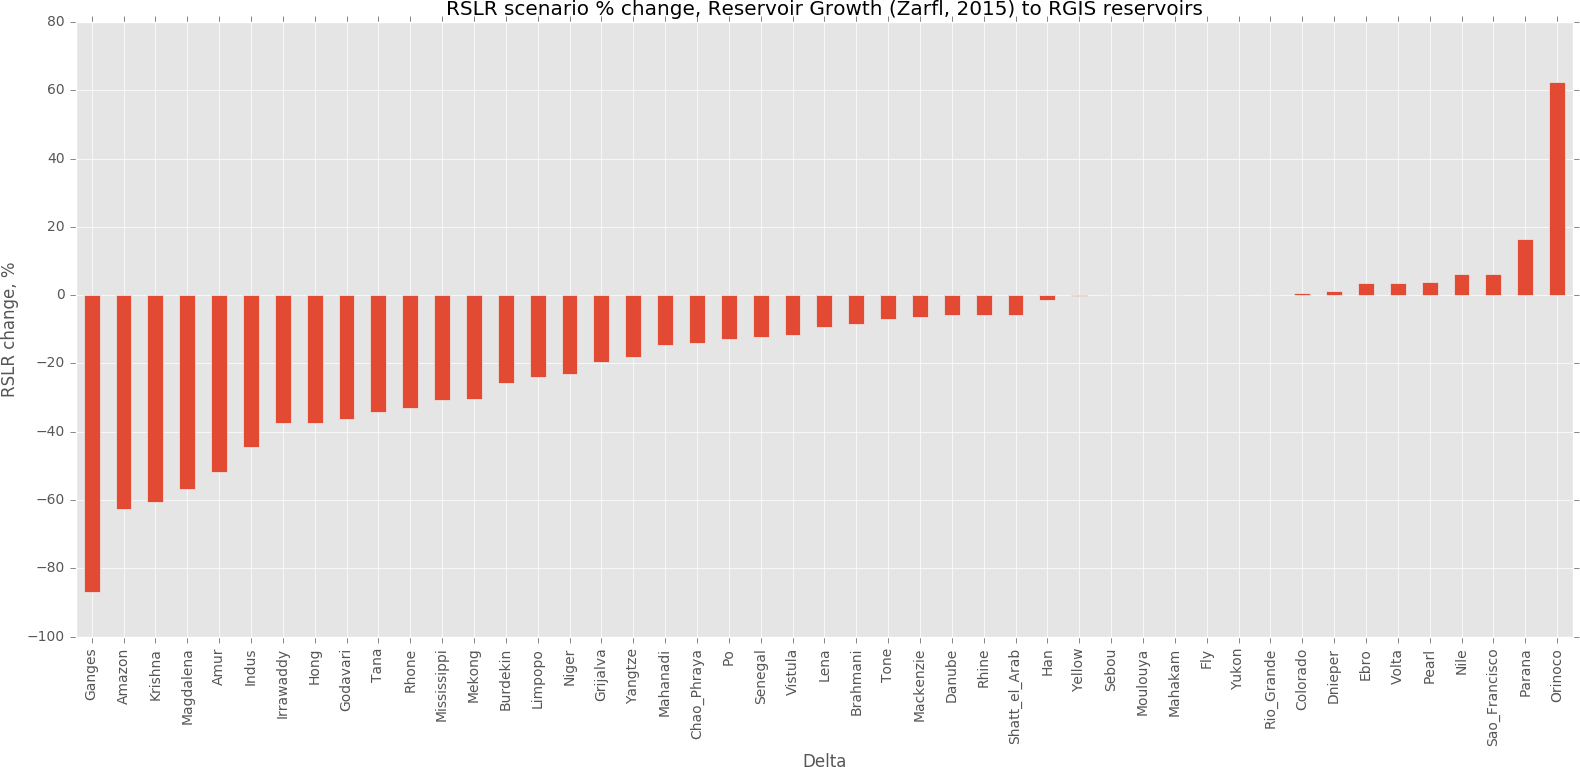 RSLR scenario % change, Reservoir Growth (Zarfl, 2015) to RGIS reservoirs
80
60
40
20
0
−20
−40
−60
−80
−100
RSLR change, %
Ganges
Amazon
Krishna
Magdalena
Amur
Indus
Irrawaddy
Hong
Godavari
Tana
Rhone
Mississippi
Mekong
Burdekin
Limpopo
Niger
Grijalva
Yangtze
Mahanadi
Chao_Phraya
Po
Senegal
Vistula
Lena
Brahmani
Tone
Mackenzie
Danube
Rhine
Shatt_el_Arab
Han
Yellow
Sebou
Moulouya
Mahakam
Fly
Yukon
Rio_Grande
Colorado
Dnieper
Ebro
Volta
Pearl
Nile
Sao_Francisco
Parana
Orinoco
Delta